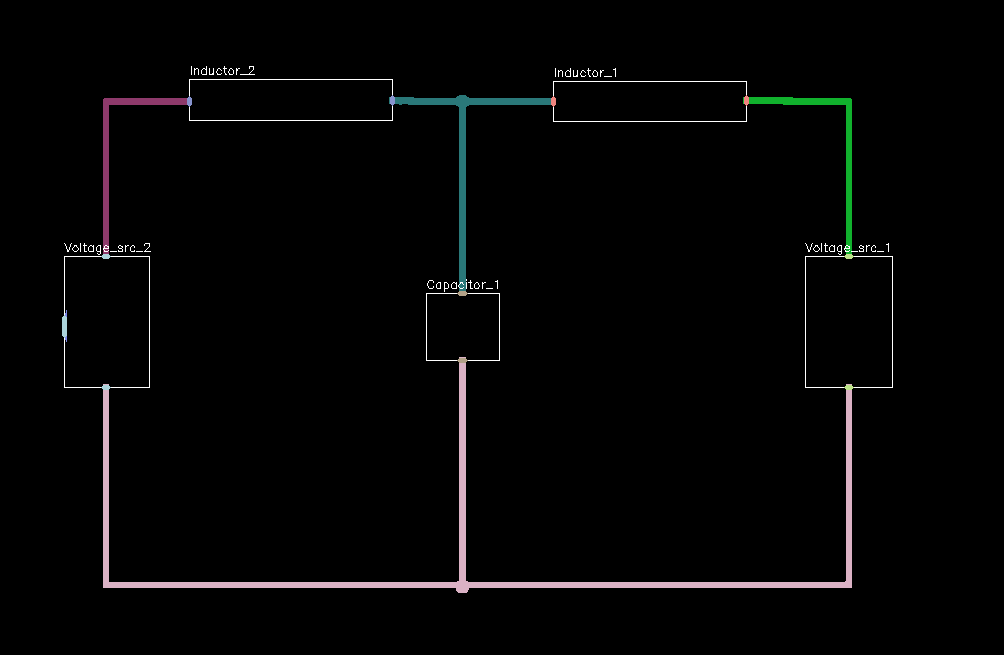 Inductor_2
Inductor_1
Voltage_src_2
Voltage_src_1
Capacitor_1